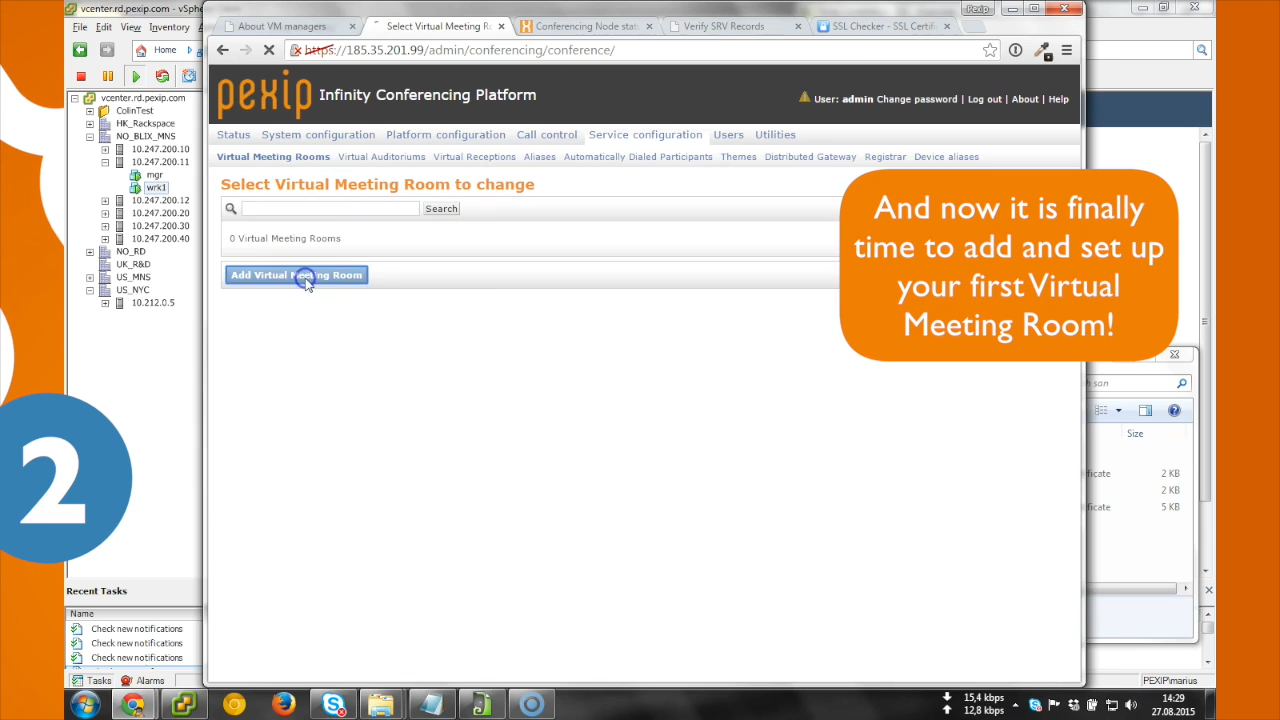 vcenter.rd.pexip.com - vSphe
Pexip
About VM managers
Select Virtual Meeting Ro
Conferencing Node stat
Verify SRV Records
SSL Checker - SSL Certifi
File Edit View Inventory
https://185.35.201.99/admin/conferencing/conference/
Home
pexip Infinity Conferencing Platform
User: admin Change password | Log out | About | Help
vcenter.rd.pexip.com
ColinTest
HK_Rackspace
NO_BLIX_MNS
10.247.200.10
10.247.200.11
mgr
wrk1
10.247.200.12
10.247.200.20
10.247.200.30
10.247.200.40
NO_RD
UK_R&D
US_MNS
US_NYC
10.212.0.5
Status System configuration Platform configuration Call control Service configuration Users Utilities
Virtual Meeting Rooms Virtual Auditoriums Virtual Receptions Aliases Automatically Dialed Participants Themes Distributed Gateway Registrar Device aliases
Select Virtual Meeting Room to change
Search
0 Virtual Meeting Rooms
Add Virtual Meeting Room
And now it is finally
time to add and set up
your first Virtual
Meeting Room!
Size
2 KB
2 KB
5 KB
2
Recent Tasks
Name
Check new notifications
Check new notifications
Check new notifications
Tasks Alarms
PEXIP\marius
15,4 kbps
12,8 kbps
14:29
27.08.2015